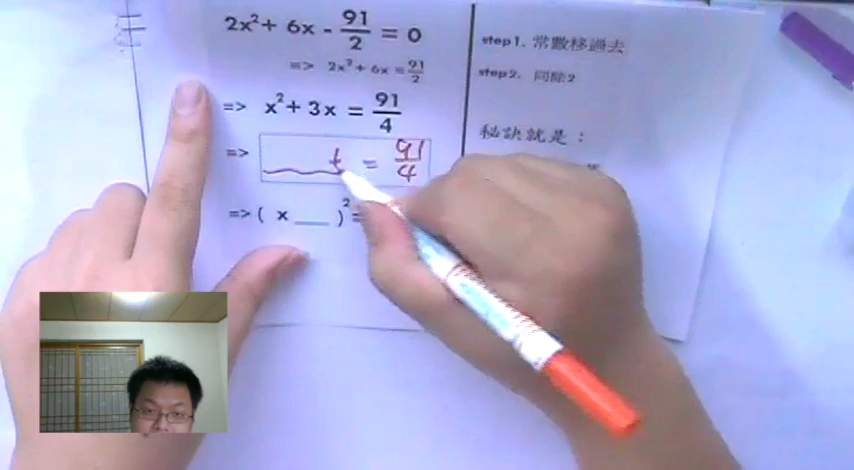 2x² + 6x - 91/2 = 0
=> 2x² + 6x = 91/2
=> x² + 3x = 91/4
=> + = 91/4
=> ( x ___ )² =
step1. 常數移過去
step2. 同除2
秘訣就是：